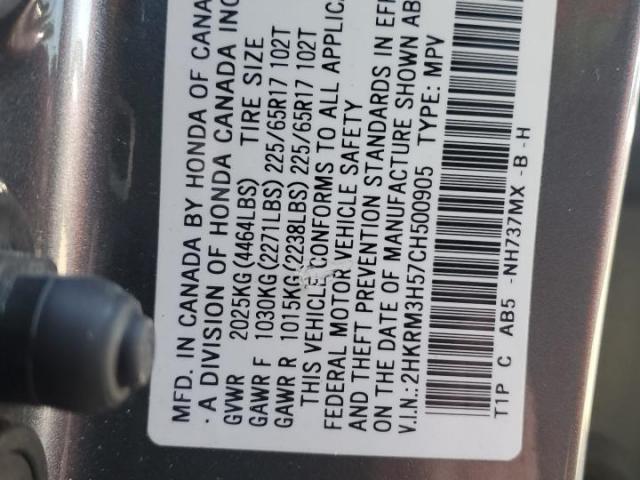 MFD. IN CANADA BY HONDA OF CANA
· A DIVISION OF HONDA CANADA INC
GVWR 2025KG (4464LBS) TIRE SIZE
GAWR F 1030KG (2271LBS) 225/65R17 102T
GAWR R 1015KG (2238LBS) 225/65R17 102T
THIS VEHICLE CONFORMS TO ALL APPLICA
FEDERAL MOTOR VEHICLE SAFETY
AND THEFT PREVENTION STANDARDS IN EFF
ON THE DATE OF MANUFACTURE SHOWN AB
V.I.N.: 2HKRM3H57CH500905 TYPE: MPV
T1P C AB5 -NH737MX -B -H